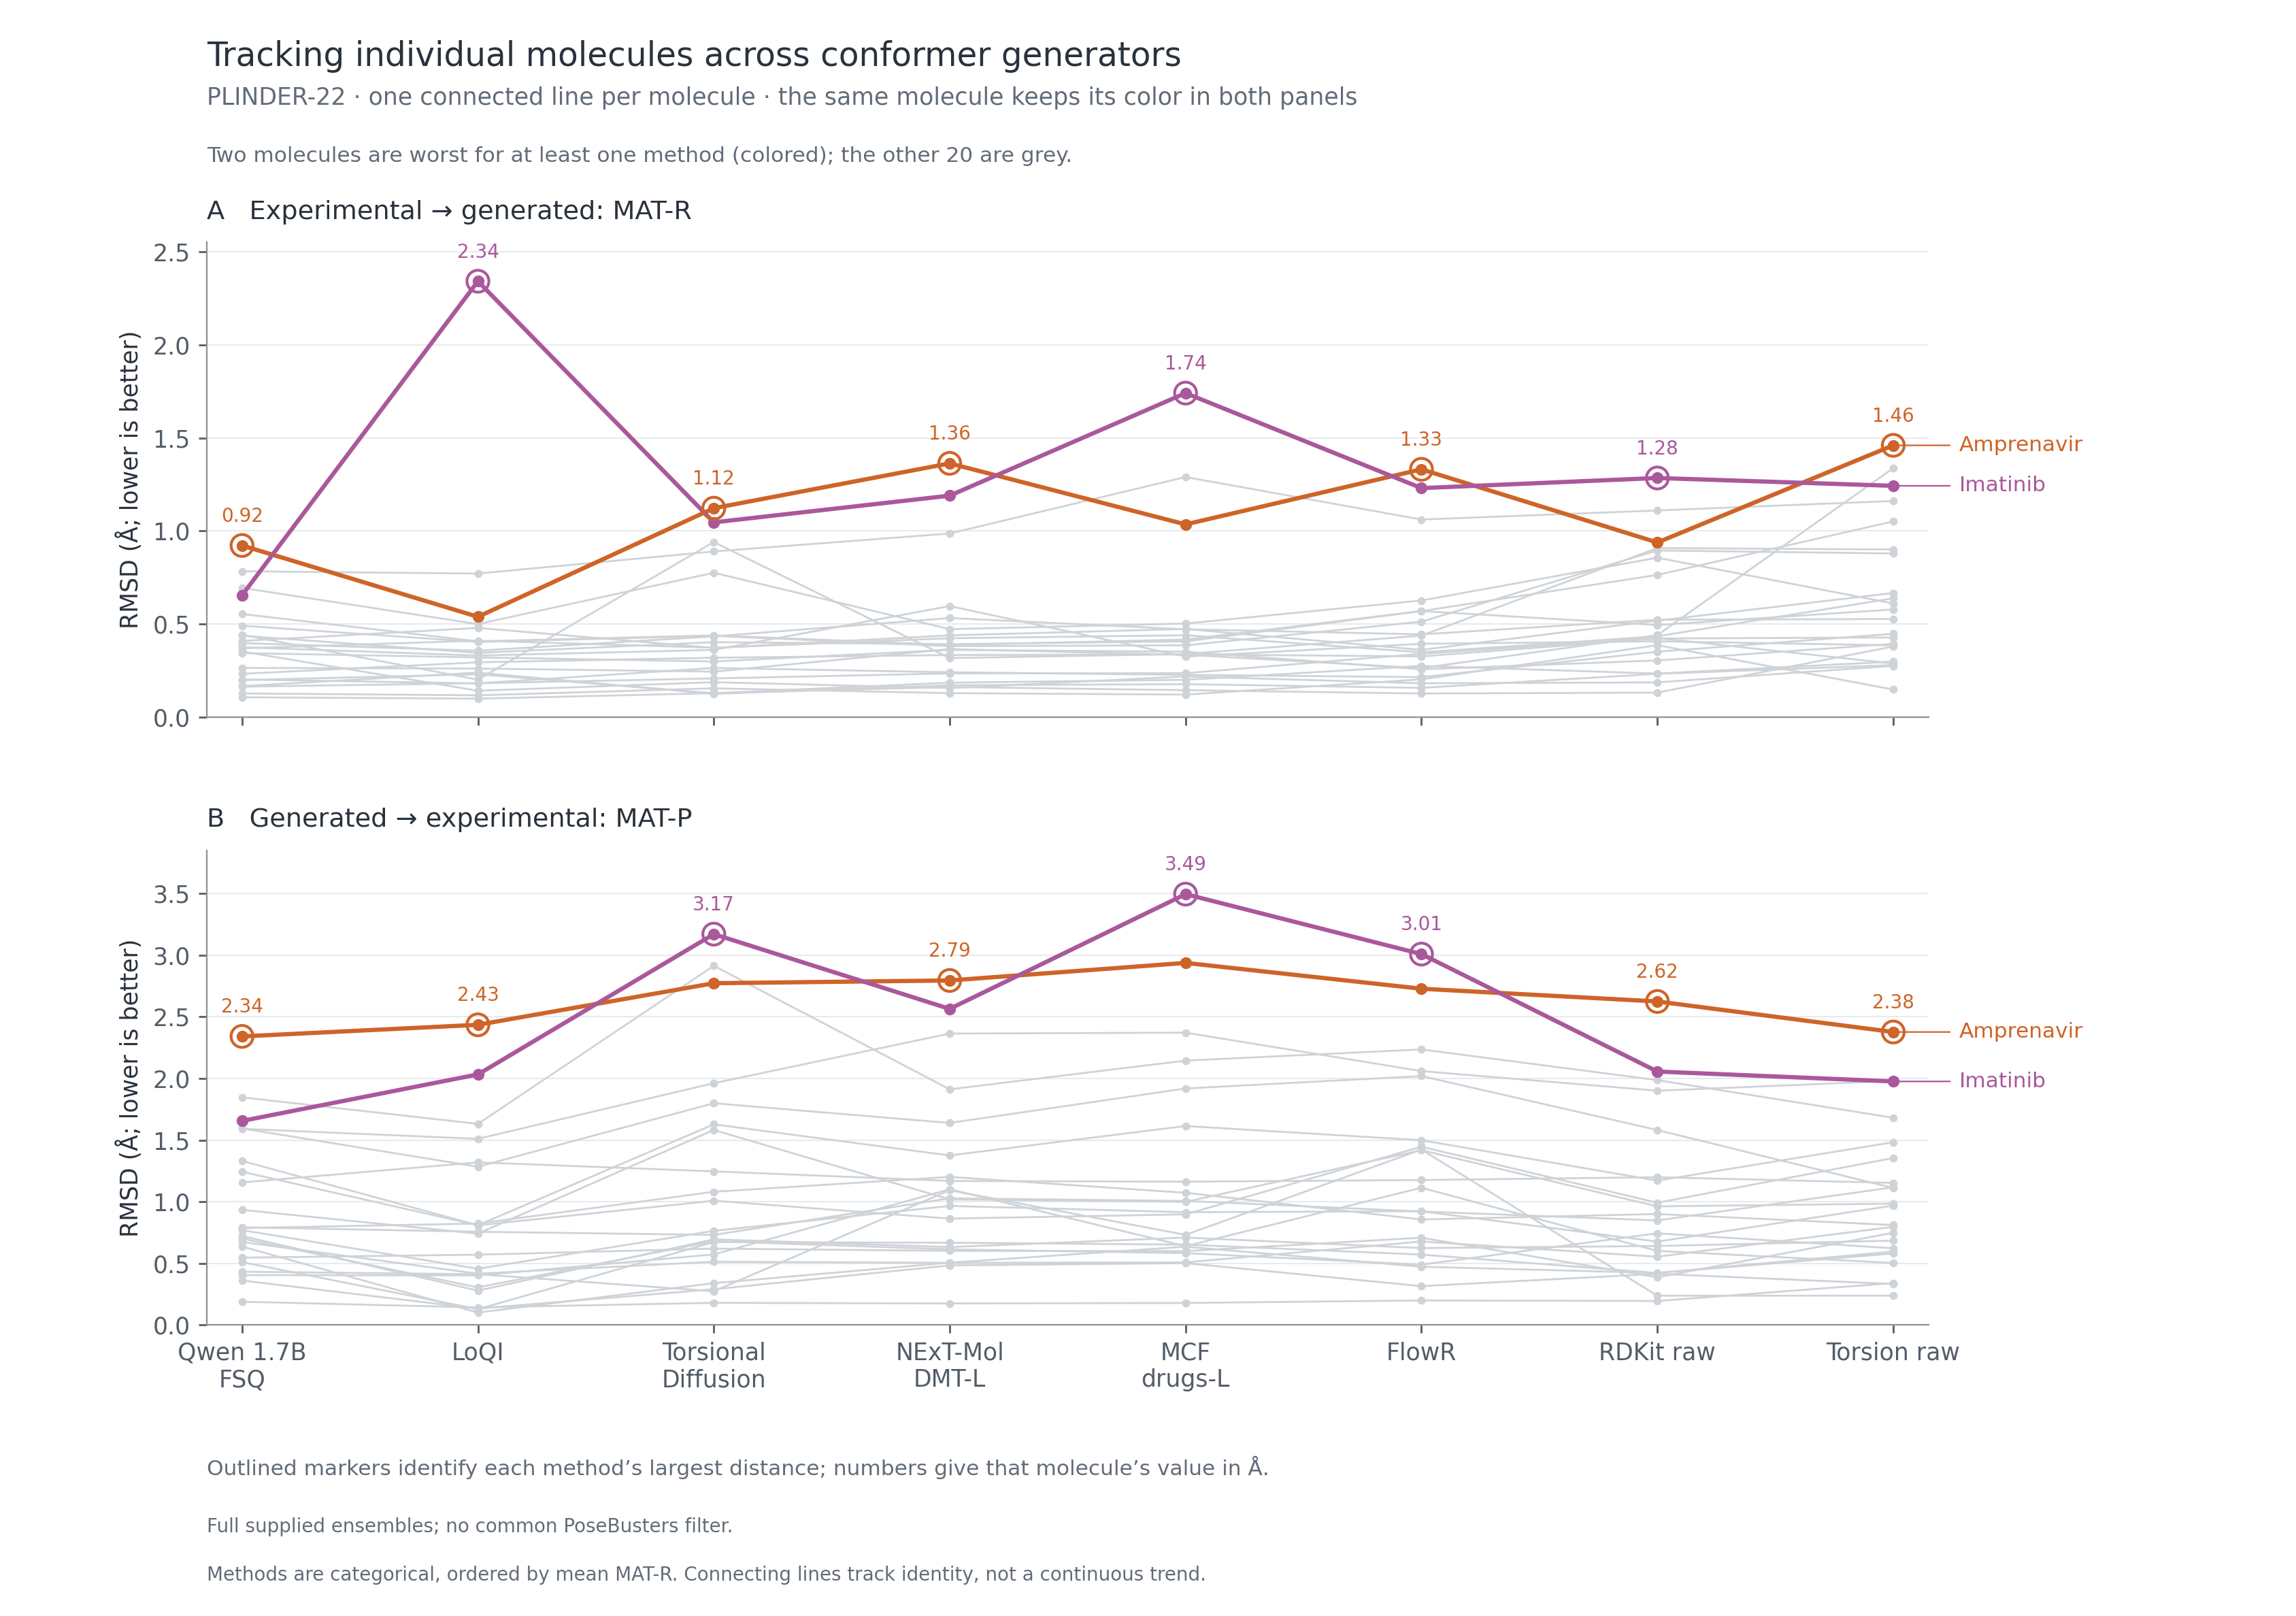 Tracking individual molecules across conformer generators
PLINDER-22 · one connected line per molecule · the same molecule keeps its color in both panels
Two molecules are worst for at least one method (colored); the other 20 are grey.
A Experimental → generated: MAT-R
RMSD (Å; lower is better)
2.5
2.0
1.5
1.0
0.5
0.0
0.92
2.34
1.12
1.36
1.74
1.33
1.28
1.46
Amprenavir
Imatinib
B Generated → experimental: MAT-P
RMSD (Å; lower is better)
3.5
3.0
2.5
2.0
1.5
1.0
0.5
0.0
2.34
2.43
3.17
2.79
3.49
3.01
2.62
2.38
Amprenavir
Imatinib
Qwen 1.7B
FSQ
LoQI
Torsional
Diffusion
NExT-Mol
DMT-L
MCF
drugs-L
FlowR
RDKit raw
Torsion raw
Outlined markers identify each method’s largest distance; numbers give that molecule’s value in Å.
Full supplied ensembles; no common PoseBusters filter.
Methods are categorical, ordered by mean MAT-R. Connecting lines track identity, not a continuous trend.